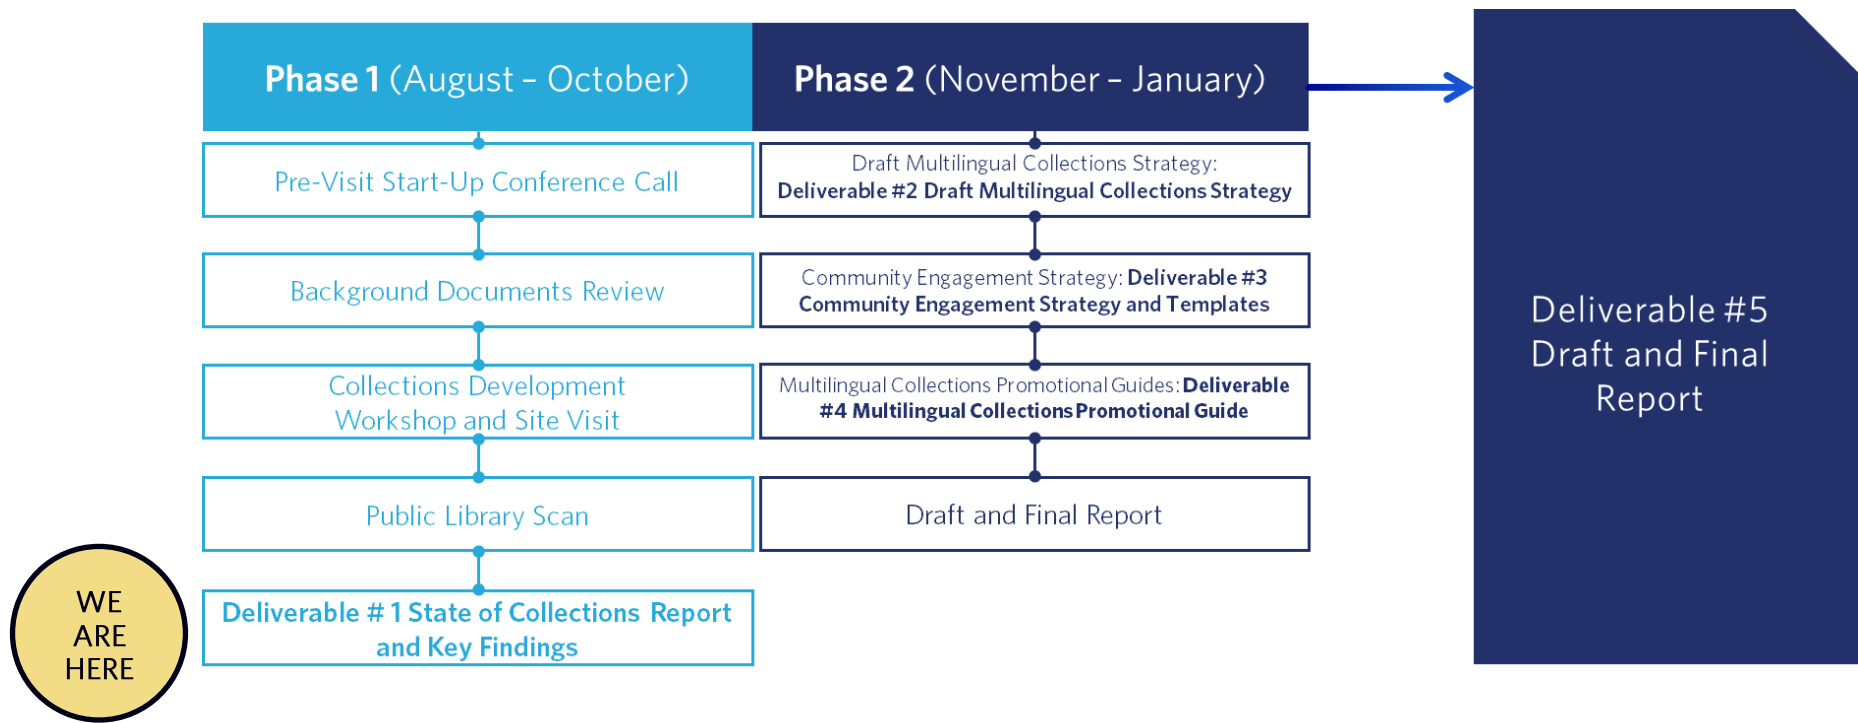 Phase 1 (August – October)
Pre-Visit Start-Up Conference Call
Background Documents Review
Collections Development
Workshop and Site Visit
Public Library Scan
WE
ARE
HERE
Deliverable # 1 State of Collections Report
and Key Findings
Phase 2 (November – January)
Draft Multilingual Collections Strategy:
Deliverable #2 Draft Multilingual Collections Strategy
Community Engagement Strategy: Deliverable #3
Community Engagement Strategy and Templates
Multilingual Collections Promotional Guides: Deliverable
#4 Multilingual Collections Promotional Guide
Draft and Final Report
Deliverable #5
Draft and Final
Report